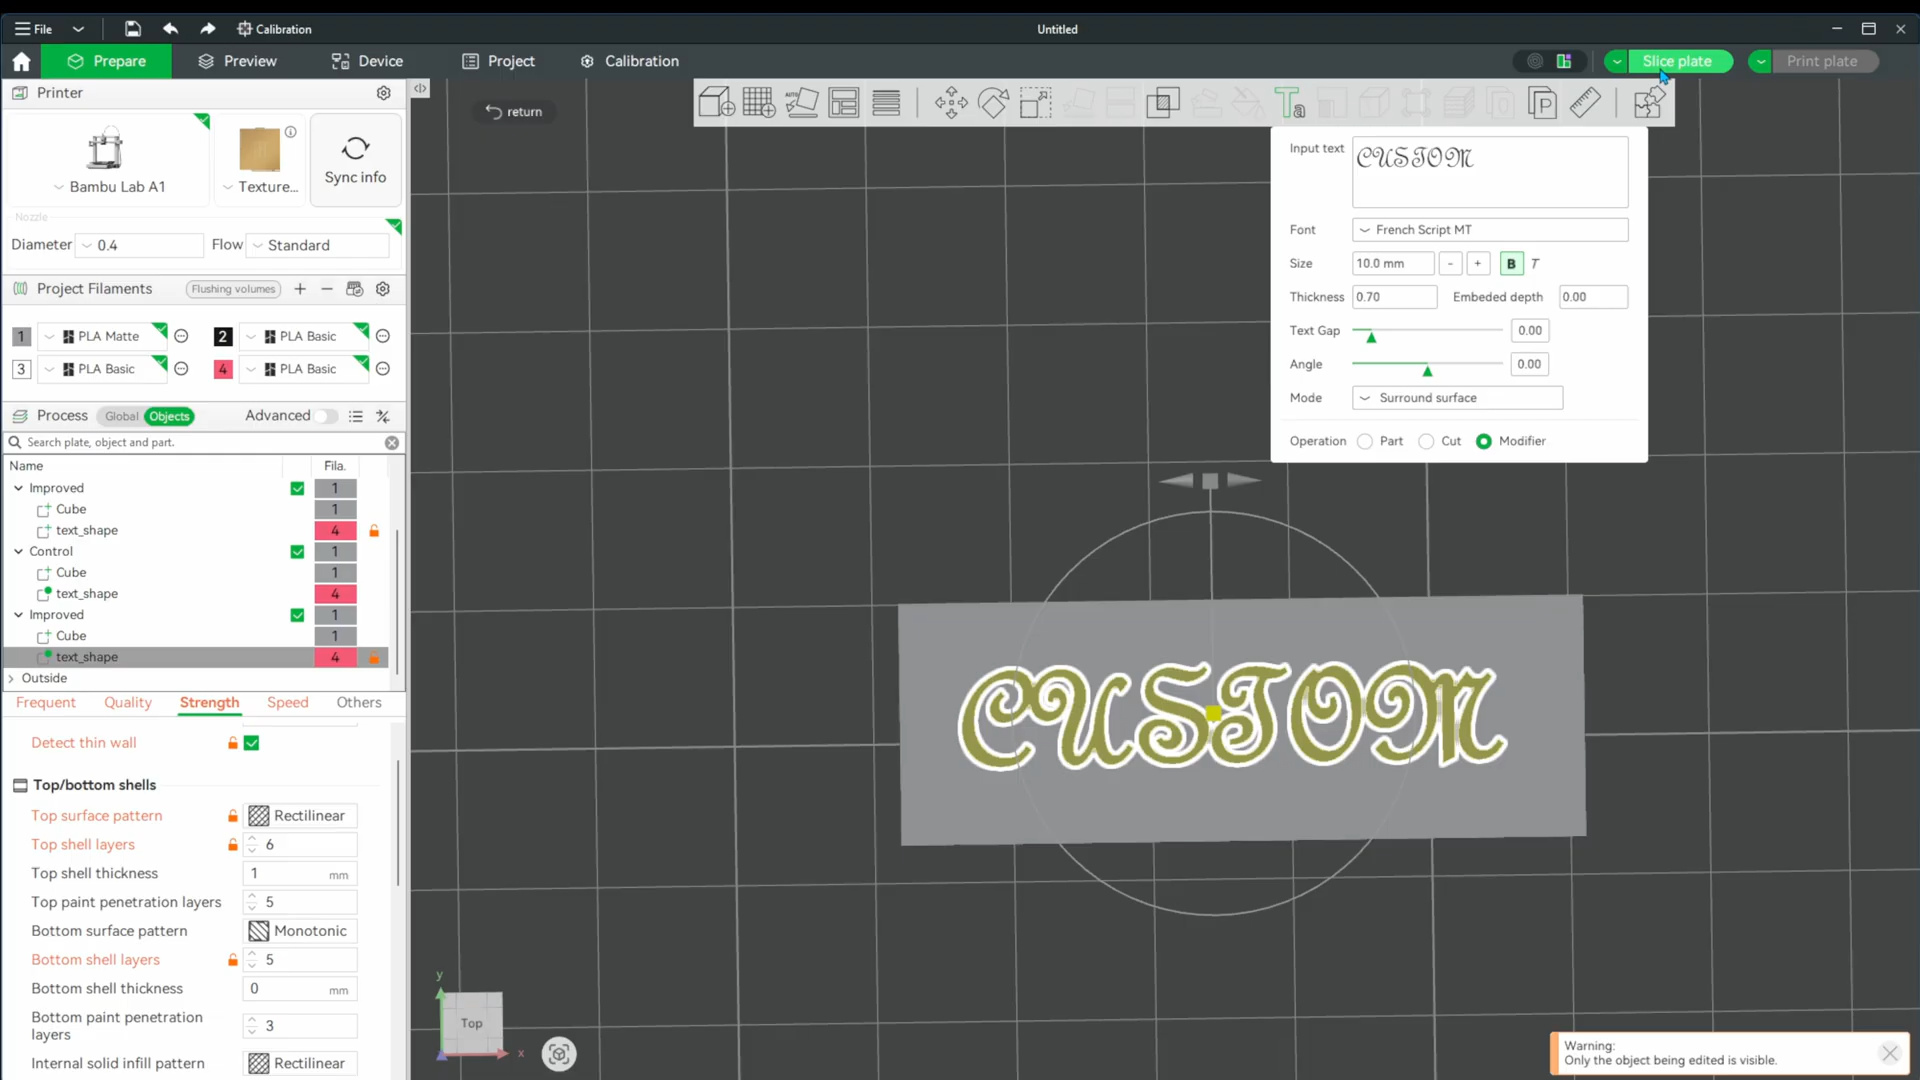 File
Calibration
Untitled
Prepare
Preview
Device
Project
Calibration
Slice plate
Print plate
Printer
return
Bambu Lab A1
Texture...
Sync info
Nozzle
Diameter
0.4
Flow
Standard
Project Filaments
Flushing volumes
1
PLA Matte
2
PLA Basic
3
PLA Basic
4
PLA Basic
Process
Global
Objects
Advanced
Search plate, object and part.
Name
Fila.
Improved
1
Cube
1
text_shape
4
Control
1
Cube
1
text_shape
4
Improved
1
Cube
1
text_shape
4
Outside
Frequent
Quality
Strength
Speed
Others
Detect thin wall
Top/bottom shells
Top surface pattern
Rectilinear
Top shell layers
6
Top shell thickness
1 mm
Top paint penetration layers
5
Bottom surface pattern
Monotonic
Bottom shell layers
5
Bottom shell thickness
0 mm
Bottom paint penetration
layers
3
Internal solid infill pattern
Rectilinear
Input text
CUSTOM
Font
French Script MT
Size
10.0 mm
-
+
B
T
Thickness
0.70
Embeded depth
0.00
Text Gap
0.00
Angle
0.00
Mode
Surround surface
Operation
Part
Cut
Modifier
CUSTOM
y
Top
x
Warning:
Only the object being edited is visible.